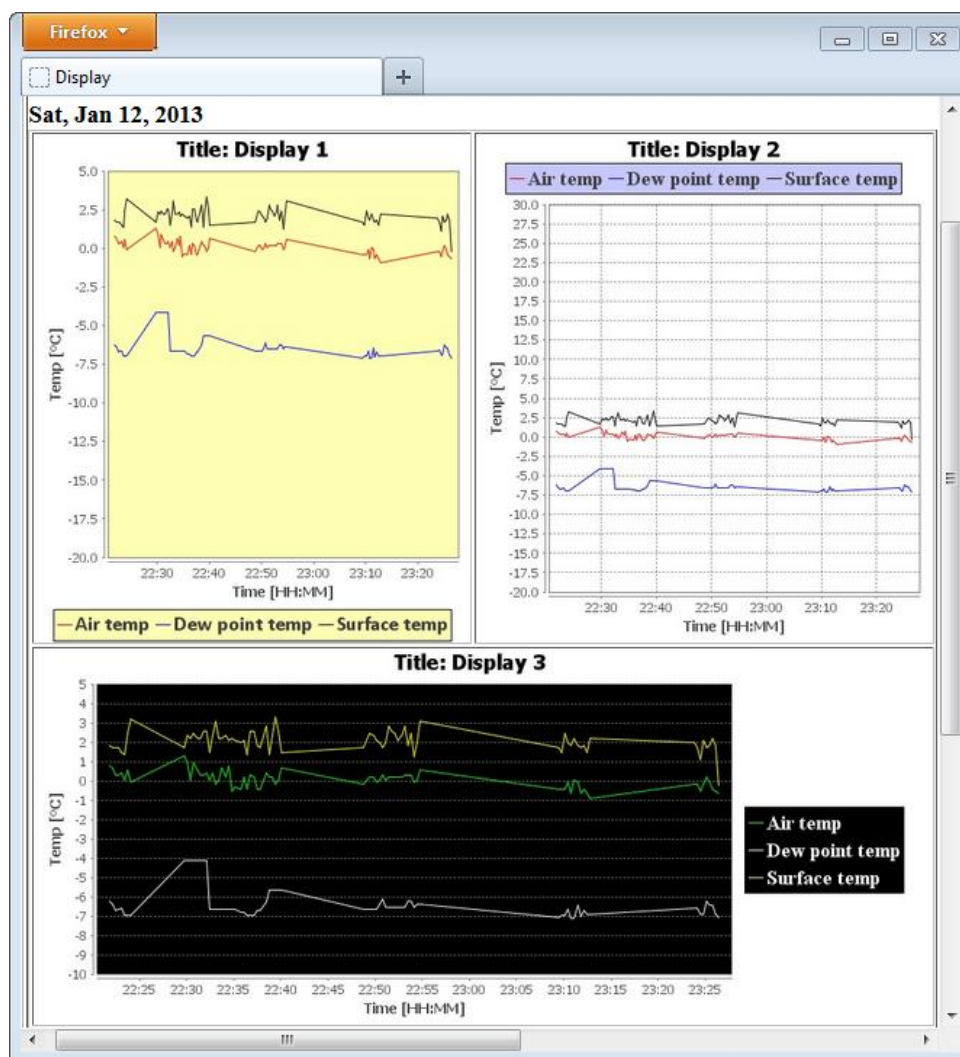 Firefox
Display
Sat, Jan 12, 2013
Title: Display 1
5.0
2.5
0.0
-2.5
-5.0
-7.5
-10.0
-12.5
-15.0
-17.5
-20.0
Temp [°C]
22:30 22:40 22:50 23:00 23:10 23:20
Time [HH:MM]
Air temp Dew point temp Surface temp
Title: Display 2
Air temp Dew point temp Surface temp
30.0
27.5
25.0
22.5
20.0
17.5
15.0
12.5
10.0
7.5
5.0
2.5
0.0
-2.5
-5.0
-7.5
-10.0
-12.5
-15.0
-17.5
-20.0
Temp [°C]
22:30 22:40 22:50 23:00 23:10 23:20
Time [HH:MM]
Title: Display 3
5
4
3
2
1
0
-1
-2
-3
-4
-5
-6
-7
-8
-9
-10
Temp [°C]
22:25 22:30 22:35 22:40 22:45 22:50 22:55 23:00 23:05 23:10 23:15 23:20 23:25
Time [HH:MM]
Air temp
Dew point temp
Surface temp